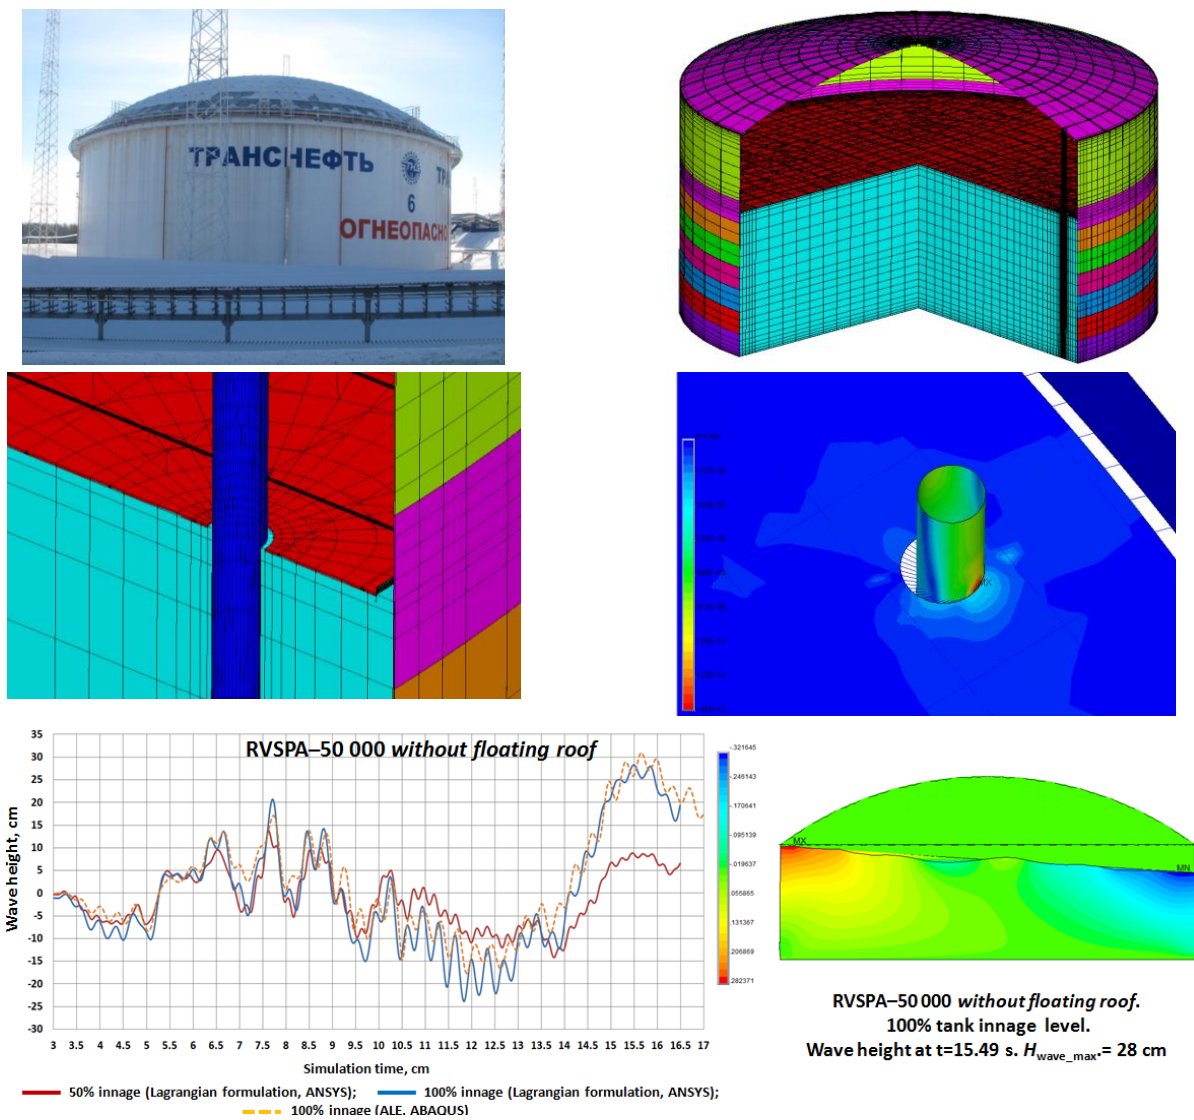 ТРАНСНЕФТЬ
6
ОГНЕОПАСНО
MX
RVSPA–50 000 without floating roof
Wave height, cm
35
30
25
20
15
10
5
0
-5
-10
-15
-20
-25
-30
3 3.5 4 4.5 5 5.5 6 6.5 7 7.5 8 8.5 9 9.5 10 10.5 11 11.5 12 12.5 13 13.5 14 14.5 15 15.5 16 16.5 17
Simulation time, cm
50% innage (Lagrangian formulation, ANSYS);
100% innage (Lagrangian formulation, ANSYS);
100% innage (ALE, ABAQUS)
-.321645
-.246143
-.170641
-.095139
-.019637
.055865
.131367
.206869
.282371
MX
MN
RVSPA–50 000 without floating roof.
100% tank innage level.
Wave height at t=15.49 s. Hwave_max.= 28 cm